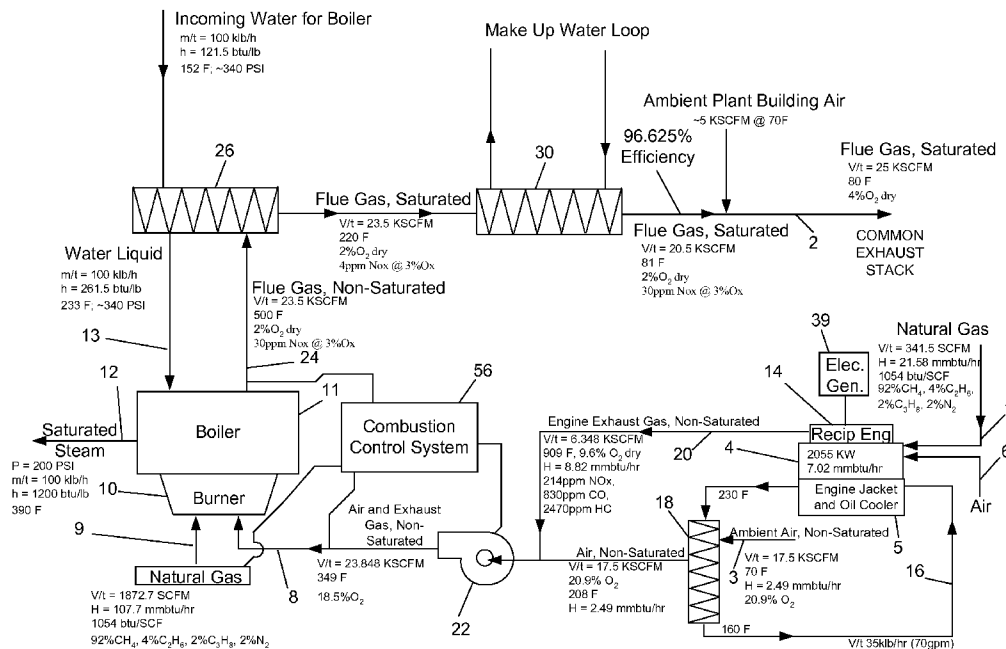 Incoming Water for Boiler
m/t = 100 klb/h
h = 121.5 btu/lb
152 F; ~340 PSI
Make Up Water Loop
Ambient Plant Building Air
~5 KSCFM @ 70F
96.625%
Efficiency
Flue Gas, Saturated
V/t = 25 KSCFM
80 F
4%O₂ dry
26
30
Flue Gas, Saturated
V/t = 23.5 KSCFM
220 F
2%O₂ dry
4ppm Nox @ 3%Ox
Flue Gas, Saturated
V/t = 20.5 KSCFM
81 F
2%O₂ dry
30ppm Nox @ 3%Ox
2
COMMON
EXHAUST
STACK
Water Liquid
m/t = 100 klb/h
h = 261.5 btu/lb
233 F; ~340 PSI
Flue Gas, Non-Saturated
V/t = 23.5 KSCFM
500 F
2%O₂ dry
30ppm Nox @ 3%Ox
13
24
12
11
56
Saturated
Steam
P = 200 PSI
m/t = 100 klb/h
h = 1200 btu/lb
390 F
Boiler
10
Burner
9
Combustion
Control System
Natural Gas
V/t = 1872.7 SCFM
H = 107.7 mmbtu/hr
1054 btu/SCF
92%CH₄, 4%C₂H₆, 2%C₃H₈, 2%N₂
8
Air and Exhaust
Gas, Non-
Saturated
V/t = 23.848 KSCFM
349 F
18.5%O₂
22
Engine Exhaust Gas, Non-Saturated
20
V/t = 6.348 KSCFM
909 F, 9.6% O₂ dry
H = 8.82 mmbtu/hr
214ppm NOx,
830ppm CO,
2470ppm HC
Air, Non-Saturated
V/t = 17.5 KSCFM
20.9% O₂
208 F
H = 2.49 mmbtu/hr
39
Elec.
Gen.
14
Natural Gas
V/t = 341.5 SCFM
H = 21.58 mmbtu/hr
1054 btu/SCF
92%CH₄, 4%C₂H₆,
2%C₃H₈, 2%N₂
Recip Eng
4
2055 KW
7.02 mmbtu/hr
6
Air
230 F
Engine Jacket
and Oil Cooler
5
18
Ambient Air, Non-Saturated
3
V/t = 17.5 KSCFM
70 F
H = 2.49 mmbtu/hr
20.9% O₂
16
160 F
V/t 35klb/hr (70gpm)